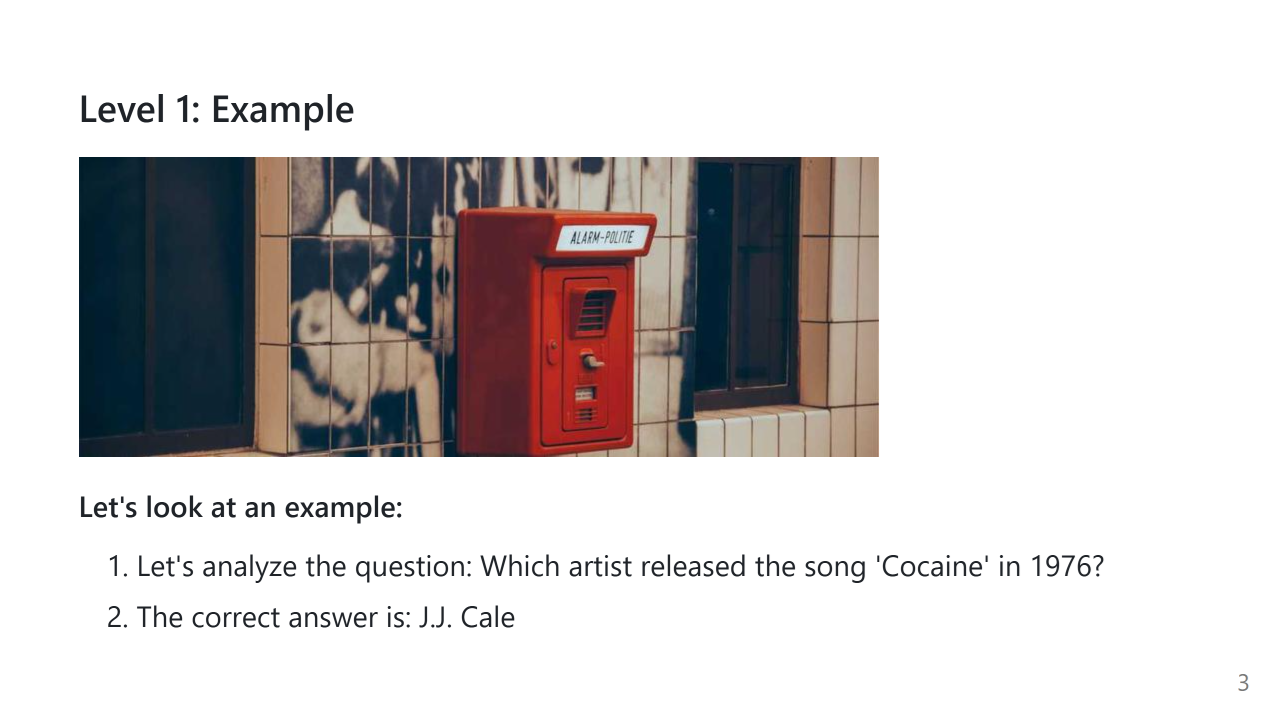 Level 1: Example
ALARM-POLITIE
Let's look at an example:
1. Let's analyze the question: Which artist released the song 'Cocaine' in 1976?
2. The correct answer is: J.J. Cale
3